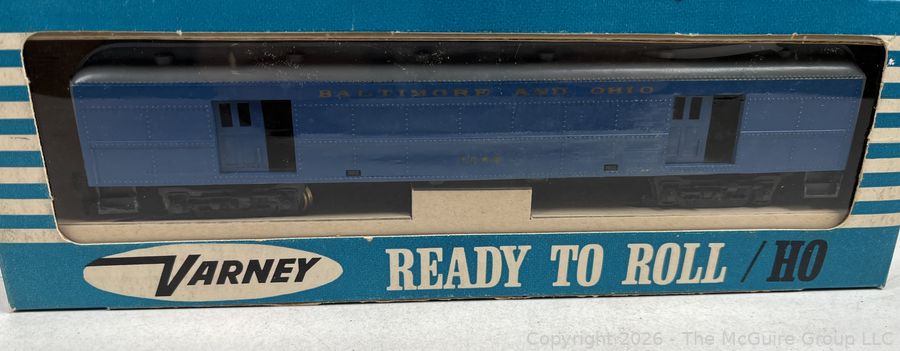 BALTIMORE AND OHIO
VARNEY
READY TO ROLL / HO
Copyright 2026 - The McGuire Group LLC